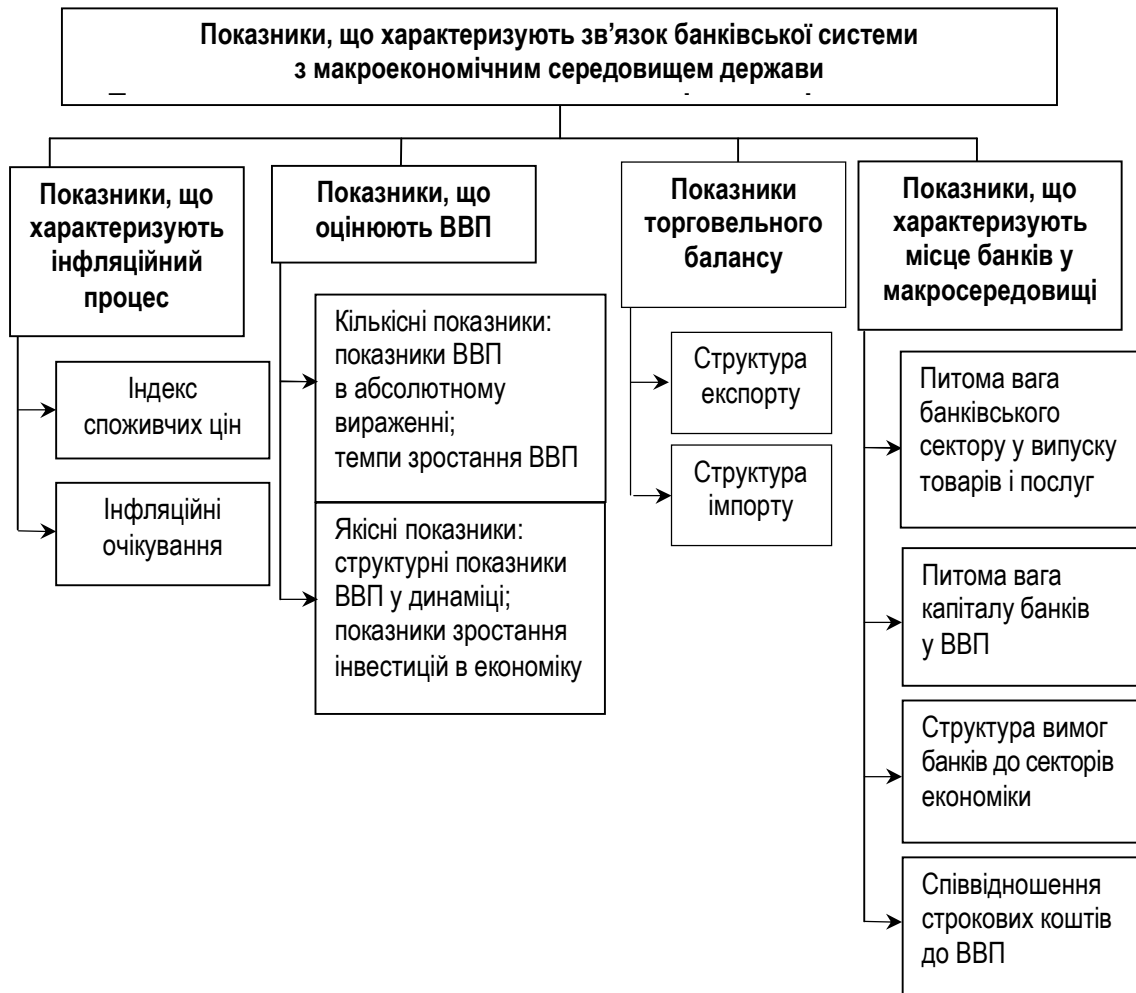 Показники, що характеризують зв’язок банківської системи
з макроекономічним середовищем держави
Показники, що
характеризують
інфляційний
процес
Індекс
споживчих цін
Інфляційні
очікування
Показники, що
оцінюють ВВП
Кількісні показники:
показники ВВП
в абсолютному
вираженні;
темпи зростання ВВП
Якісні показники:
структурні показники
ВВП у динаміці;
показники зростання
інвестицій в економіку
Показники
торговельного
балансу
Структура
експорту
Структура
імпорту
Показники, що
характеризують
місце банків у
макросередовищі
Питома вага
банківського
сектору у випуску
товарів і послуг
Питома вага
капіталу банків
у ВВП
Структура вимог
банків до секторів
економіки
Співвідношення
строкових коштів
до ВВП